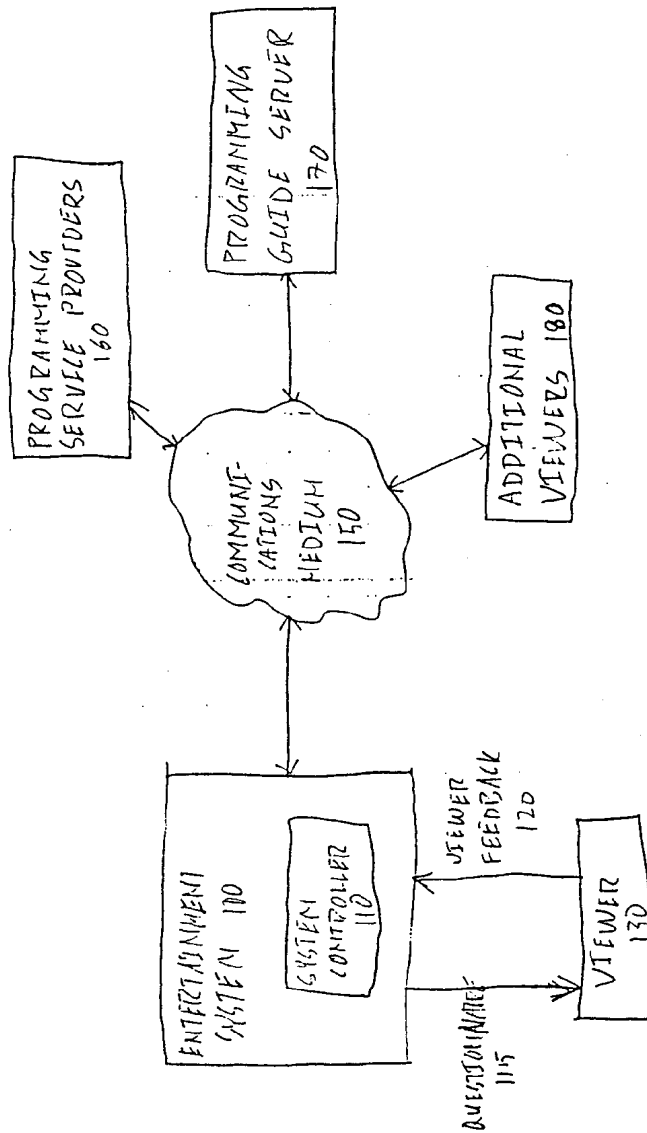 PROGRAMMING
SERVICE PROVIDERS
160
PROGRAMMING
GUIDE SERVER
170
COMMUNI-
CATIONS
MEDIUM
150
ADDITIONAL
VIEWERS 180
ENTERTAINMENT
SYSTEM 100
SYSTEM
CONTROLLER
110
VIEWER
FEEDBACK
120
QUESTIONNAIRE
115
VIEWER
130